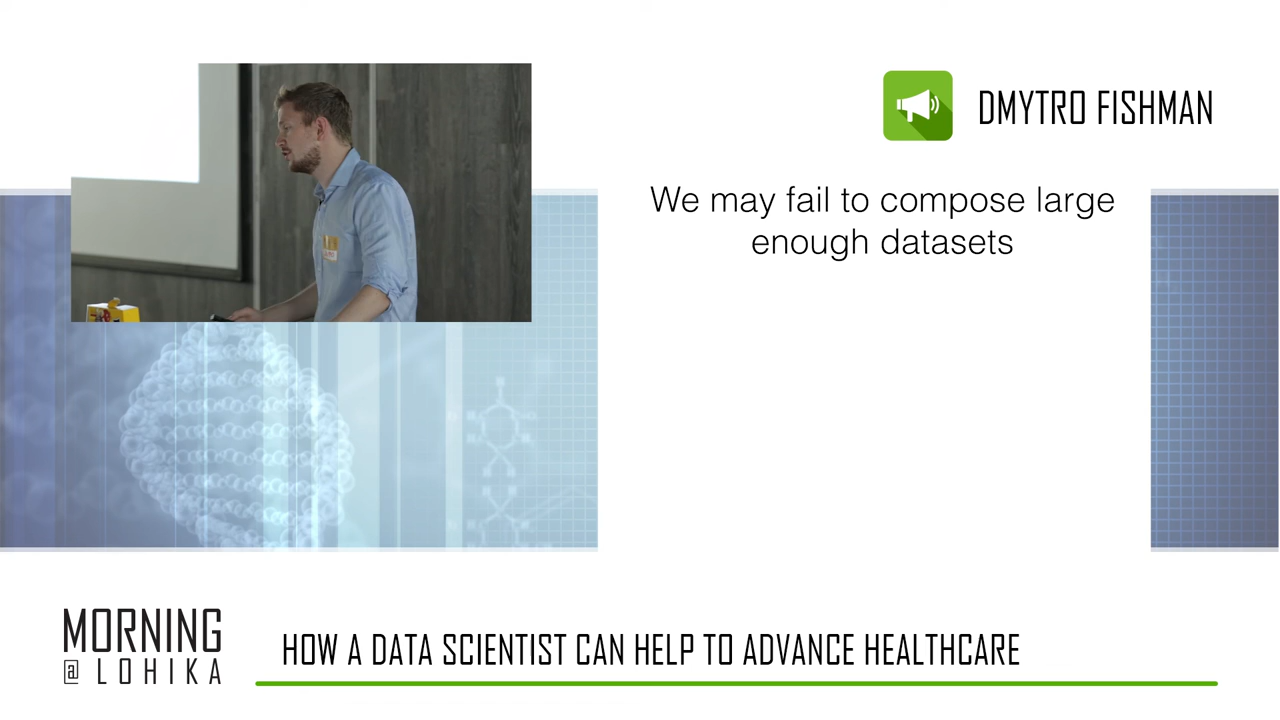 DMYTRO FISHMAN
We may fail to compose large
enough datasets
MORNING
@ LOHIKA
HOW A DATA SCIENTIST CAN HELP TO ADVANCE HEALTHCARE